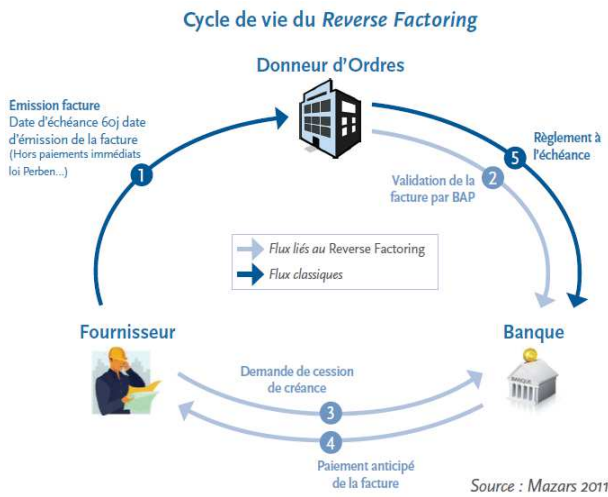 Cycle de vie du Reverse Factoring
Donneur d'Ordres
Émission facture
Date d'échéance 60j date
d'émission de la facture
(Hors paiements immédiats
loi Perben...)
1
Règlement à
l'échéance
5
2
Validation de la
facture par BAP
Flux liés au Reverse Factoring
Flux classiques
Fournisseur
Banque
BANQUE
Demande de cession
de créance
3
4
Paiement anticipé
de la facture
Source : Mazars 2011